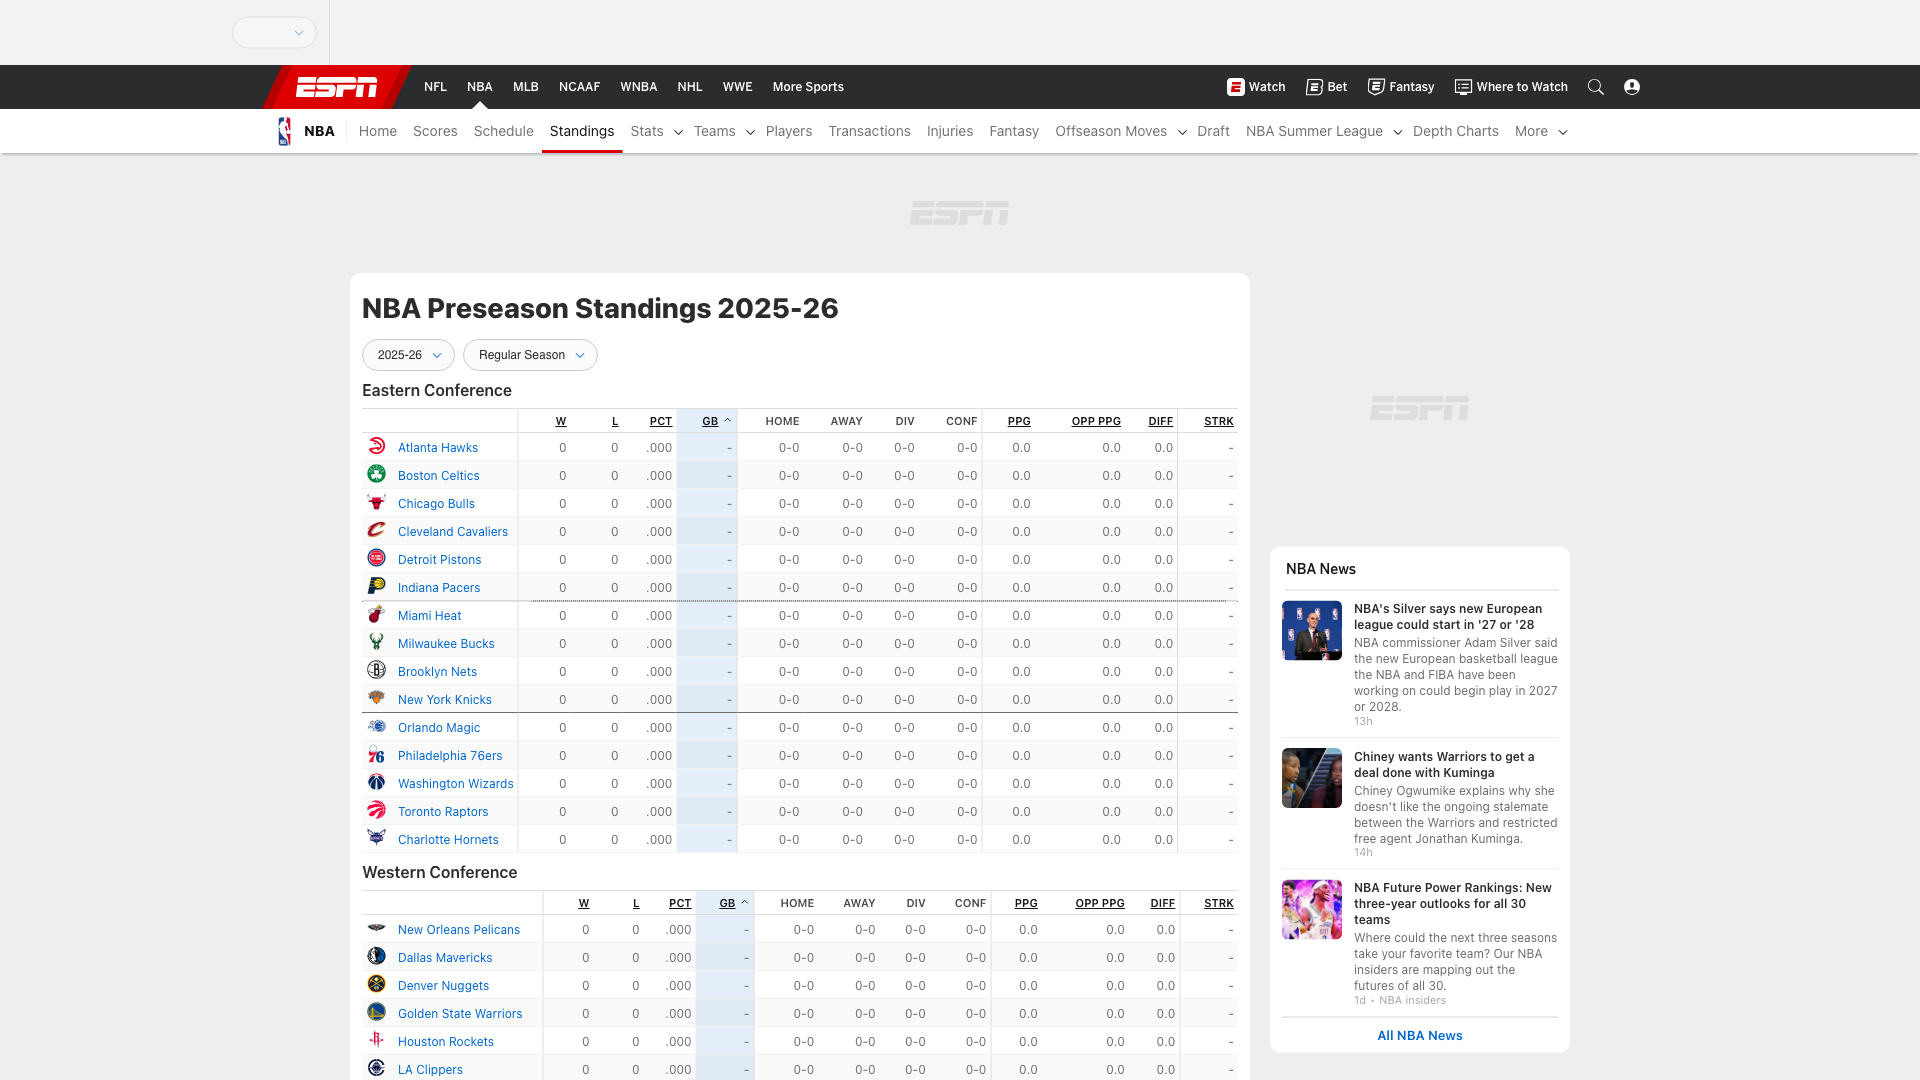 ESPN NFL NBA MLB NCAAF WNBA NHL WWE More Sports Watch Bet Fantasy Where to Watch
NBA Home Scores Schedule Standings Stats Teams Players Transactions Injuries Fantasy Offseason Moves Draft NBA Summer League Depth Charts More
ESPN
NBA Preseason Standings 2025-26
2025-26 Regular Season
Eastern Conference
W L PCT GB HOME AWAY DIV CONF PPG OPP PPG DIFF STRK
Atlanta Hawks 0 0 .000 - 0-0 0-0 0-0 0-0 0.0 0.0 0.0 -
Boston Celtics 0 0 .000 - 0-0 0-0 0-0 0-0 0.0 0.0 0.0 -
Chicago Bulls 0 0 .000 - 0-0 0-0 0-0 0-0 0.0 0.0 0.0 -
Cleveland Cavaliers 0 0 .000 - 0-0 0-0 0-0 0-0 0.0 0.0 0.0 -
Detroit Pistons 0 0 .000 - 0-0 0-0 0-0 0-0 0.0 0.0 0.0 -
Indiana Pacers 0 0 .000 - 0-0 0-0 0-0 0-0 0.0 0.0 0.0 -
Miami Heat 0 0 .000 - 0-0 0-0 0-0 0-0 0.0 0.0 0.0 -
Milwaukee Bucks 0 0 .000 - 0-0 0-0 0-0 0-0 0.0 0.0 0.0 -
Brooklyn Nets 0 0 .000 - 0-0 0-0 0-0 0-0 0.0 0.0 0.0 -
New York Knicks 0 0 .000 - 0-0 0-0 0-0 0-0 0.0 0.0 0.0 -
Orlando Magic 0 0 .000 - 0-0 0-0 0-0 0-0 0.0 0.0 0.0 -
Philadelphia 76ers 0 0 .000 - 0-0 0-0 0-0 0-0 0.0 0.0 0.0 -
Washington Wizards 0 0 .000 - 0-0 0-0 0-0 0-0 0.0 0.0 0.0 -
Toronto Raptors 0 0 .000 - 0-0 0-0 0-0 0-0 0.0 0.0 0.0 -
Charlotte Hornets 0 0 .000 - 0-0 0-0 0-0 0-0 0.0 0.0 0.0 -
Western Conference
W L PCT GB HOME AWAY DIV CONF PPG OPP PPG DIFF STRK
New Orleans Pelicans 0 0 .000 - 0-0 0-0 0-0 0-0 0.0 0.0 0.0 -
Dallas Mavericks 0 0 .000 - 0-0 0-0 0-0 0-0 0.0 0.0 0.0 -
Denver Nuggets 0 0 .000 - 0-0 0-0 0-0 0-0 0.0 0.0 0.0 -
Golden State Warriors 0 0 .000 - 0-0 0-0 0-0 0-0 0.0 0.0 0.0 -
Houston Rockets 0 0 .000 - 0-0 0-0 0-0 0-0 0.0 0.0 0.0 -
LA Clippers 0 0 .000 - 0-0 0-0 0-0 0-0 0.0 0.0 0.0 -
ESPN
NBA News
NBA's Silver says new European
league could start in '27 or '28
NBA commissioner Adam Silver said
the new European basketball league
the NBA and FIBA have been
working on could begin play in 2027
or 2028.
13h
Chiney wants Warriors to get a
deal done with Kuminga
Chiney Ogwumike explains why she
doesn't like the ongoing stalemate
between the Warriors and restricted
free agent Jonathan Kuminga.
14h
NBA Future Power Rankings: New
three-year outlooks for all 30
teams
Where could the next three seasons
take your favorite team? Our NBA
insiders are mapping out the
futures of all 30.
1d • NBA insiders
All NBA News